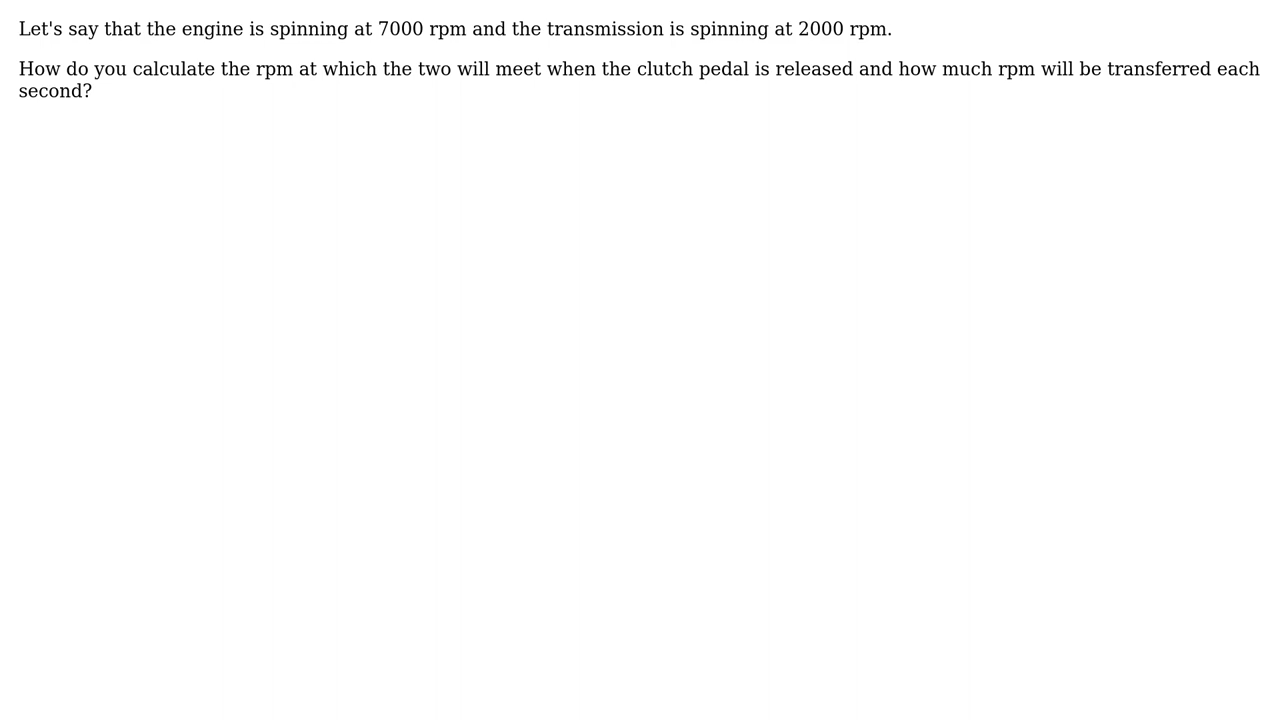 Let's say that the engine is spinning at 7000 rpm and the transmission is spinning at 2000 rpm.
How do you calculate the rpm at which the two will meet when the clutch pedal is released and how much rpm will be transferred each
second?